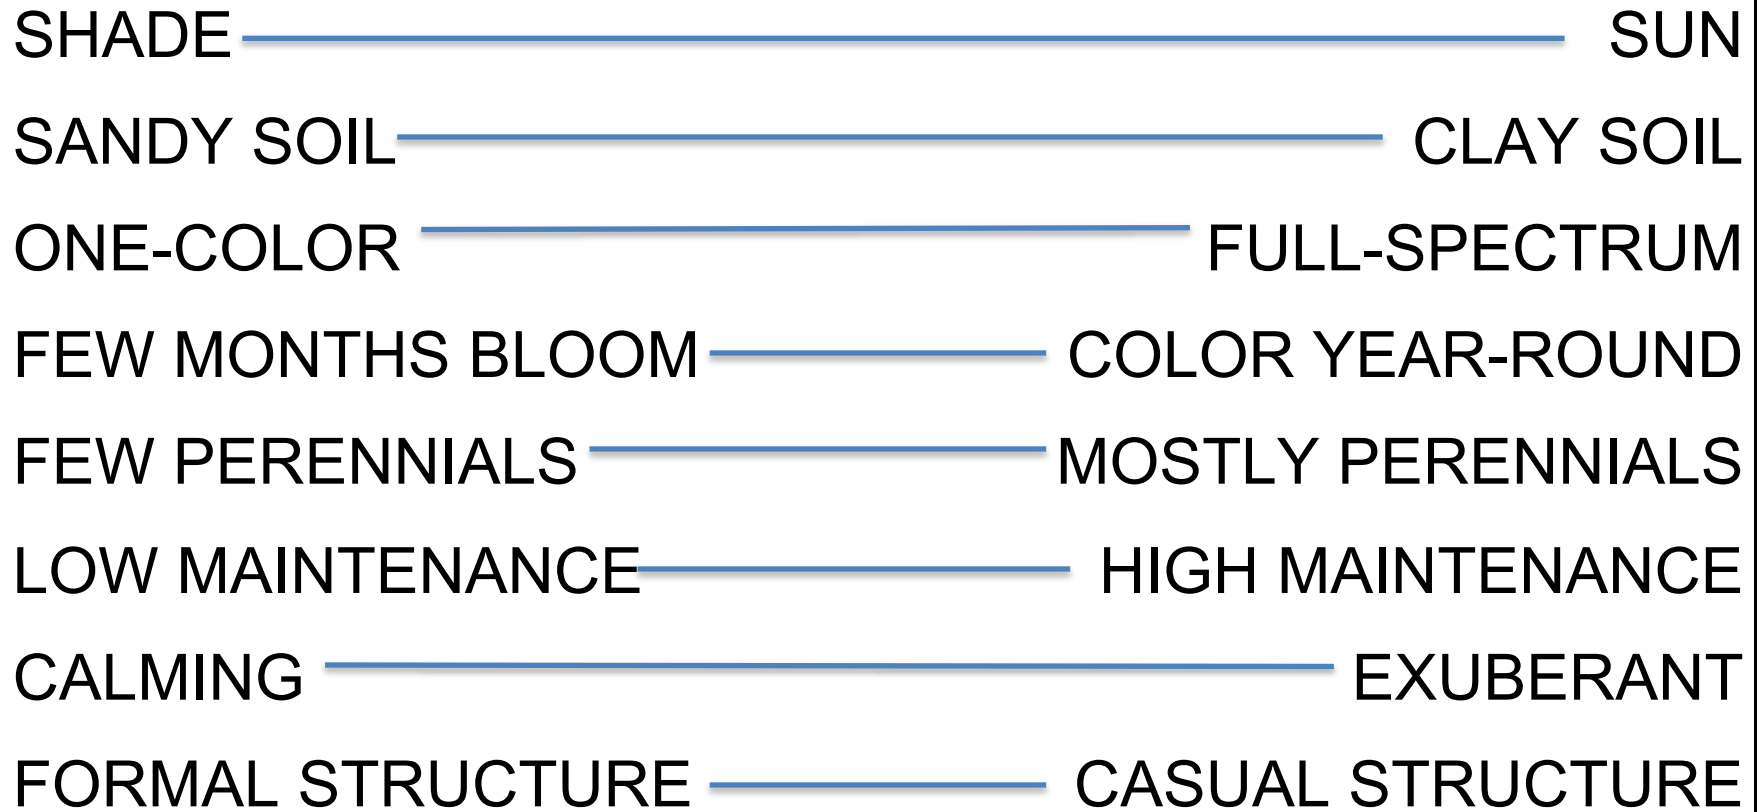 SHADE SUN
SANDY SOIL CLAY SOIL
ONE-COLOR FULL-SPECTRUM
FEW MONTHS BLOOM COLOR YEAR-ROUND
FEW PERENNIALS MOSTLY PERENNIALS
LOW MAINTENANCE HIGH MAINTENANCE
CALMING EXUBERANT
FORMAL STRUCTURE CASUAL STRUCTURE